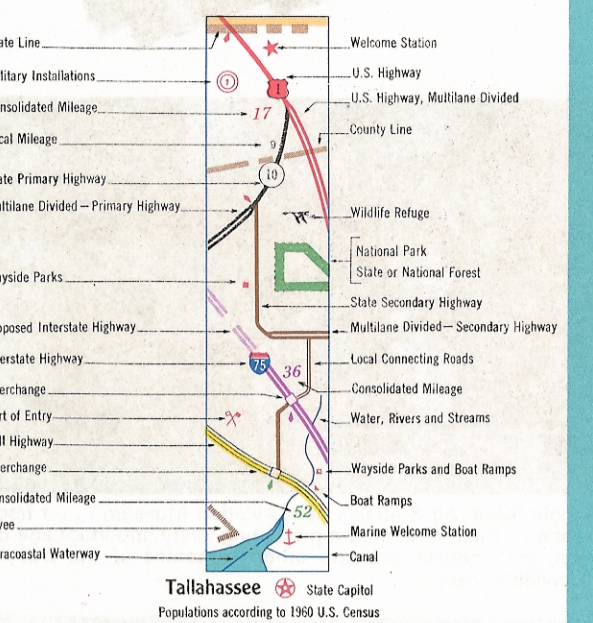 ate Line
Welcome Station
litary Installations
U.S. Highway
1
nsolidated Mileage
17
U.S. Highway, Multilane Divided
cal Mileage
9
County Line
ate Primary Highway
10
ultilane Divided — Primary Highway
Wildlife Refuge
National Park
State or National Forest
yside Parks
State Secondary Highway
oposed Interstate Highway
Multilane Divided — Secondary Highway
erstate Highway
75
36
Local Connecting Roads
erchange
Consolidated Mileage
rt of Entry
Water, Rivers and Streams
ll Highway
erchange
Wayside Parks and Boat Ramps
nsolidated Mileage
52
Boat Ramps
vee
Marine Welcome Station
racoastal Waterway
Canal
Tallahassee State Capitol
Populations according to 1960 U.S. Census